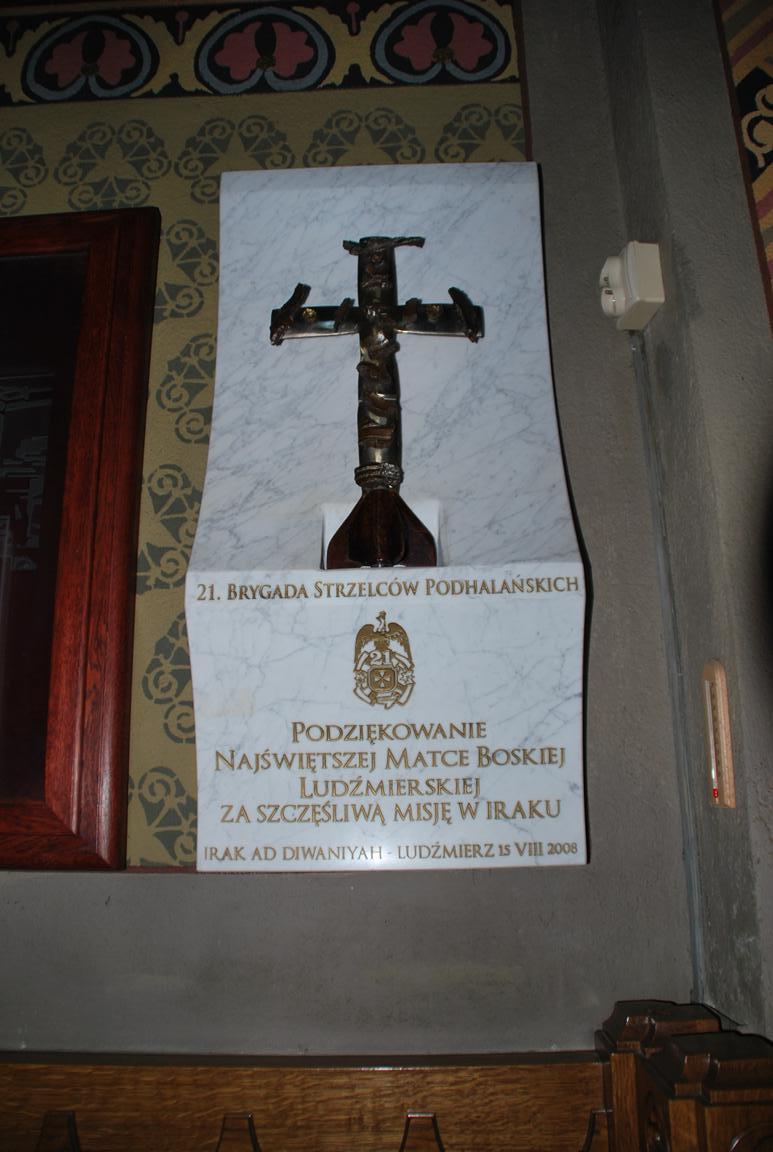 21. BRYGADA STRZELCÓW PODHALAŃSKICH
21
PODZIĘKOWANIE
NAJŚWIĘTSZEJ MATCE BOSKIEJ
LUDŹMIERSKIEJ
ZA SZCZĘŚLIWĄ MISJĘ W IRAKU
IRAK AD DIWANIYAH - LUDŹMIERZ 15 VIII 2008